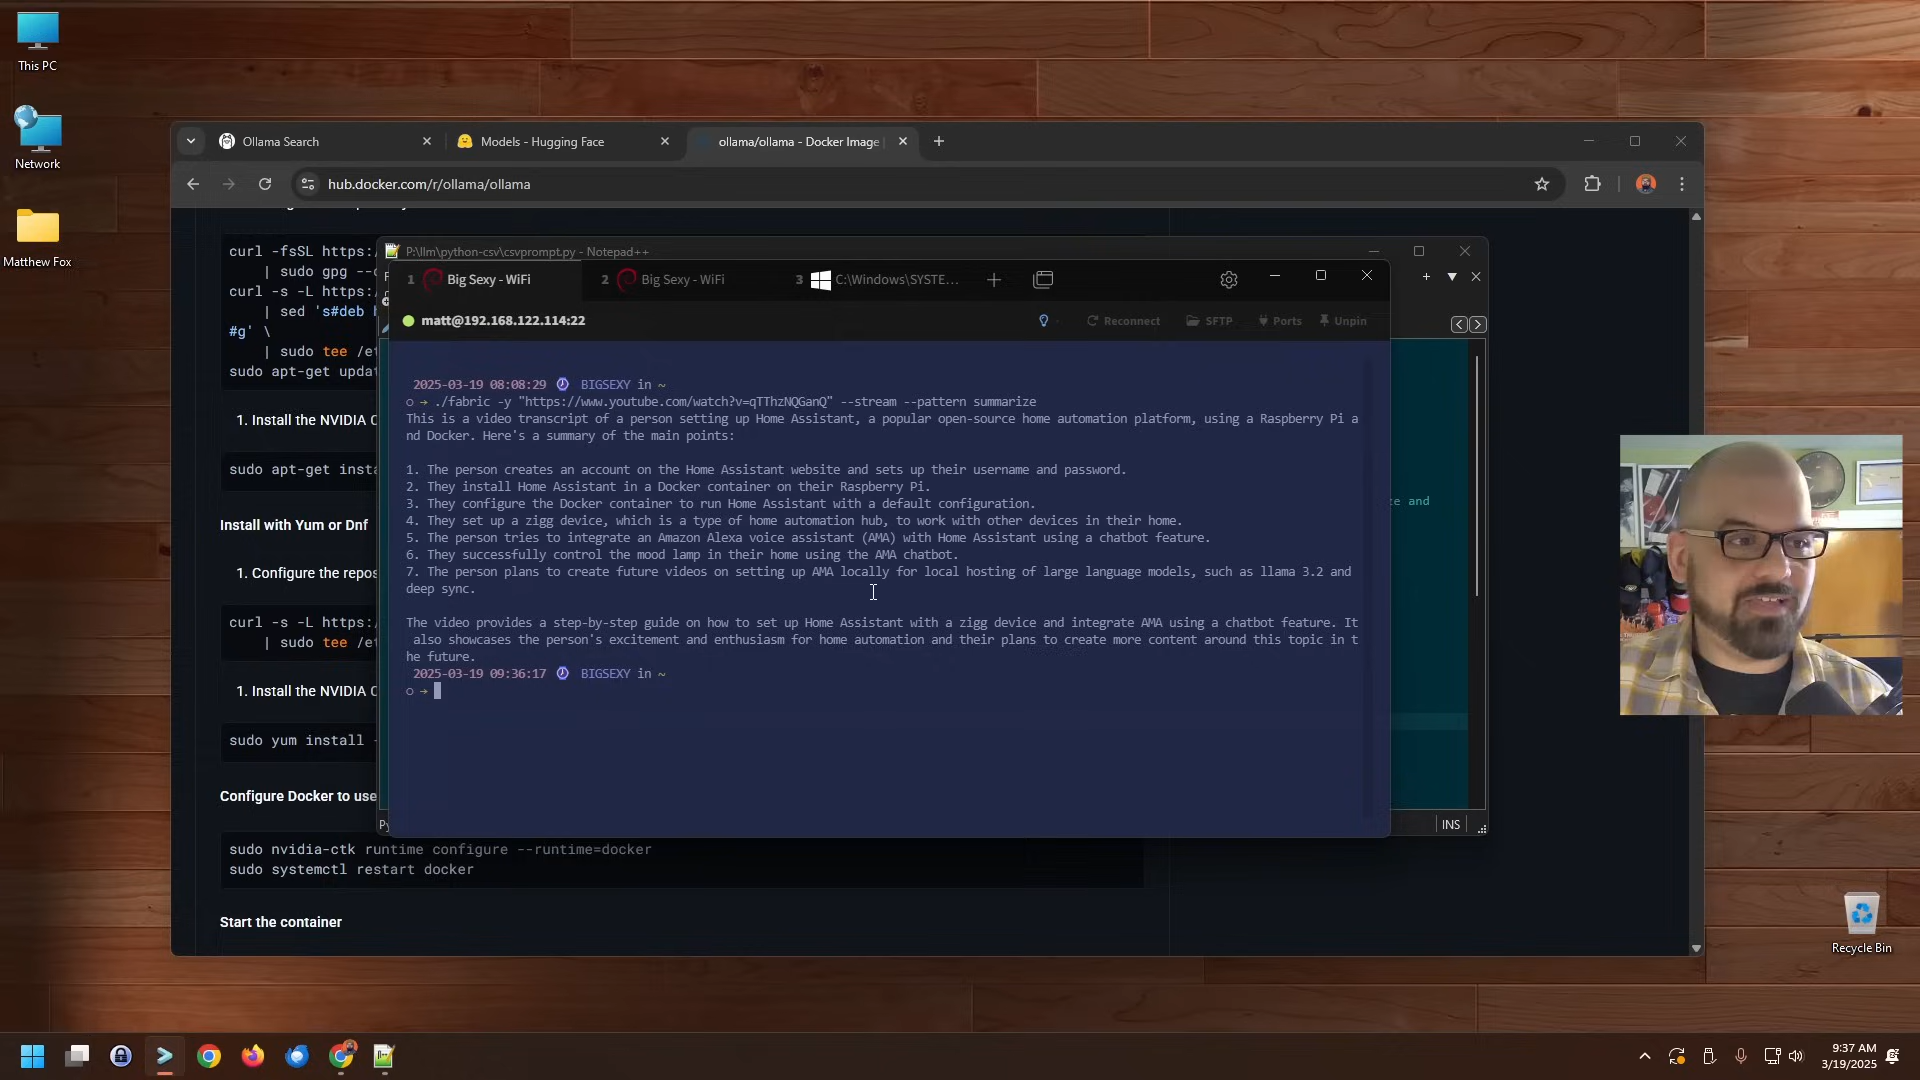 This PC
Network
Matthew Fox
Ollama Search
Models - Hugging Face
ollama/ollama - Docker Image
hub.docker.com/r/ollama/ollama
curl -fsSL https:
| sudo gpg --
curl -s -L https:
| sed 's#deb
#g' \
| sudo tee /et
sudo apt-get updat
1. Install the NVIDIA C
sudo apt-get insta
Install with Yum or Dnf
1. Configure the repos
curl -s -L https:
| sudo tee /et
1. Install the NVIDIA C
sudo yum install -
Configure Docker to use
sudo nvidia-ctk runtime configure --runtime=docker
sudo systemctl restart docker
Start the container
P:\llm\python-csv\csvprompt.py - Notepad++
1 Big Sexy - WiFi
2 Big Sexy - WiFi
3 C:\Windows\SYSTE...
matt@192.168.122.114:22
Reconnect
SFTP
Ports
Unpin
2025-03-19 08:08:29 BIGSEXY in ~
○ → ./fabric -y "https://www.youtube.com/watch?v=qTThzNQGanQ" --stream --pattern summarize
This is a video transcript of a person setting up Home Assistant, a popular open-source home automation platform, using a Raspberry Pi a
nd Docker. Here's a summary of the main points:
1. The person creates an account on the Home Assistant website and sets up their username and password.
2. They install Home Assistant in a Docker container on their Raspberry Pi.
3. They configure the Docker container to run Home Assistant with a default configuration.
4. They set up a zigg device, which is a type of home automation hub, to work with other devices in their home.
5. The person tries to integrate an Amazon Alexa voice assistant (AMA) with Home Assistant using a chatbot feature.
6. They successfully control the mood lamp in their home using the AMA chatbot.
7. The person plans to create future videos on setting up AMA locally for local hosting of large language models, such as llama 3.2 and
deep sync.
The video provides a step-by-step guide on how to set up Home Assistant with a zigg device and integrate AMA using a chatbot feature. It
also showcases the person's excitement and enthusiasm for home automation and their plans to create more content around this topic in t
he future.
2025-03-19 09:36:17 BIGSEXY in ~
○ →
and
INS
Recycle Bin
9:37 AM
3/19/2025